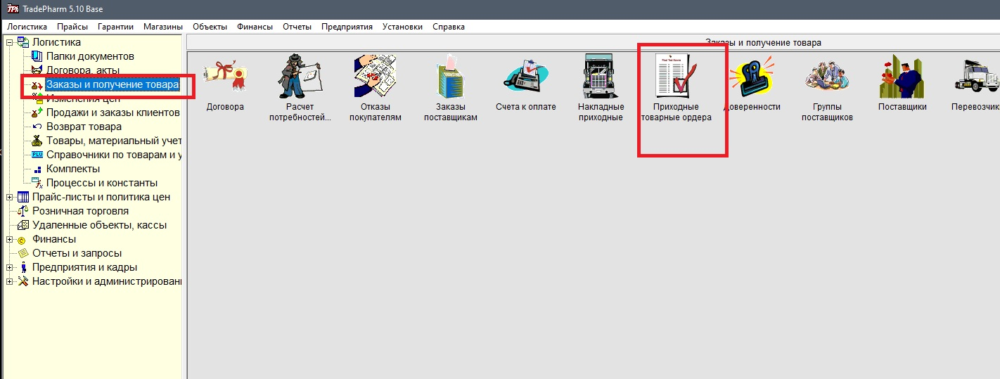 TradePharm 5.10 Base
Логистика Прайсы Гарантии Магазины Объекты Финансы Отчеты Предприятия Установки Справка
Логистика
Папки документов
Договора, акты
Заказы и получение товара
Изменения цен
Продажи и заказы клиентов
Возврат товара
Товары, материальный учет
Справочники по товарам и у
Комплекты
Процессы и константы
Прайс-листы и политика цен
Розничная торговля
Удаленные объекты, кассы
Финансы
Отчеты и запросы
Предприятия и кадры
Настройки и администрирован
Заказы и получение товара
Договора
Расчет
потребностей...
Отказы
покупателям
Заказы
поставщикам
Счета к оплате
Накладные
приходные
Приходные
товарные ордера
Доверенности
Группы
поставщиков
Поставщики
Перевозчик